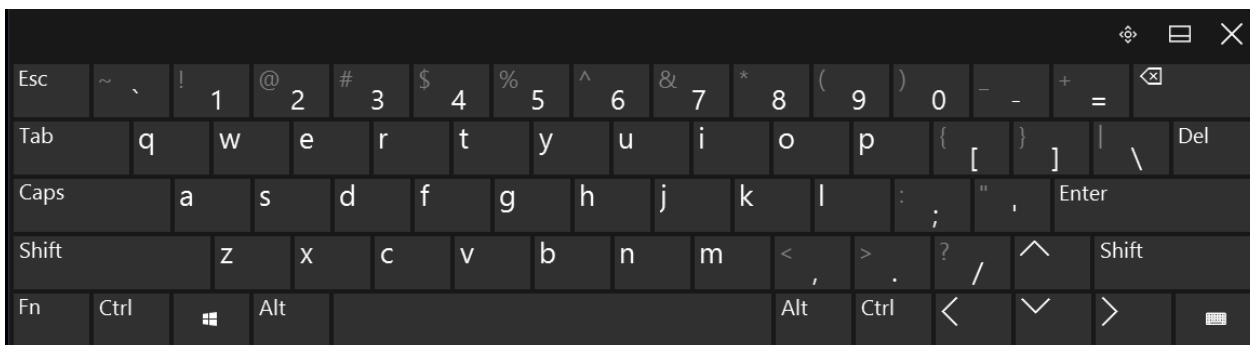 Esc ~ ` ! 1 @ 2 # 3 $ 4 % 5 ^ 6 & 7 * 8 ( 9 ) 0 _ - + =
Tab q w e r t y u i o p { [ } ] | \ Del
Caps a s d f g h j k l : ; " ' Enter
Shift z x c v b n m < , > . ? / Shift
Fn Ctrl Alt Alt Ctrl